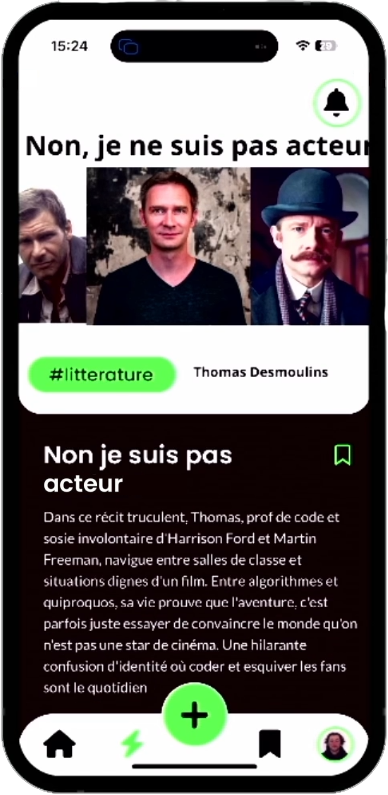 15:24
29
Non, je ne suis pas acteur
#litterature
Thomas Desmoulins
Non je suis pas
acteur
Dans ce récit truculent, Thomas, prof de code et
sosie involontaire d'Harrison Ford et Martin
Freeman, navigue entre salles de classe et
situations dignes d'un film. Entre algorithmes et
quiproquos, sa vie prouve que l'aventure, c'est
parfois juste essayer de convaincre le monde qu'on
n'est pas une star de cinéma. Une hilarante
confusion d'identité où coder et esquiver les fans
sont le quotidien